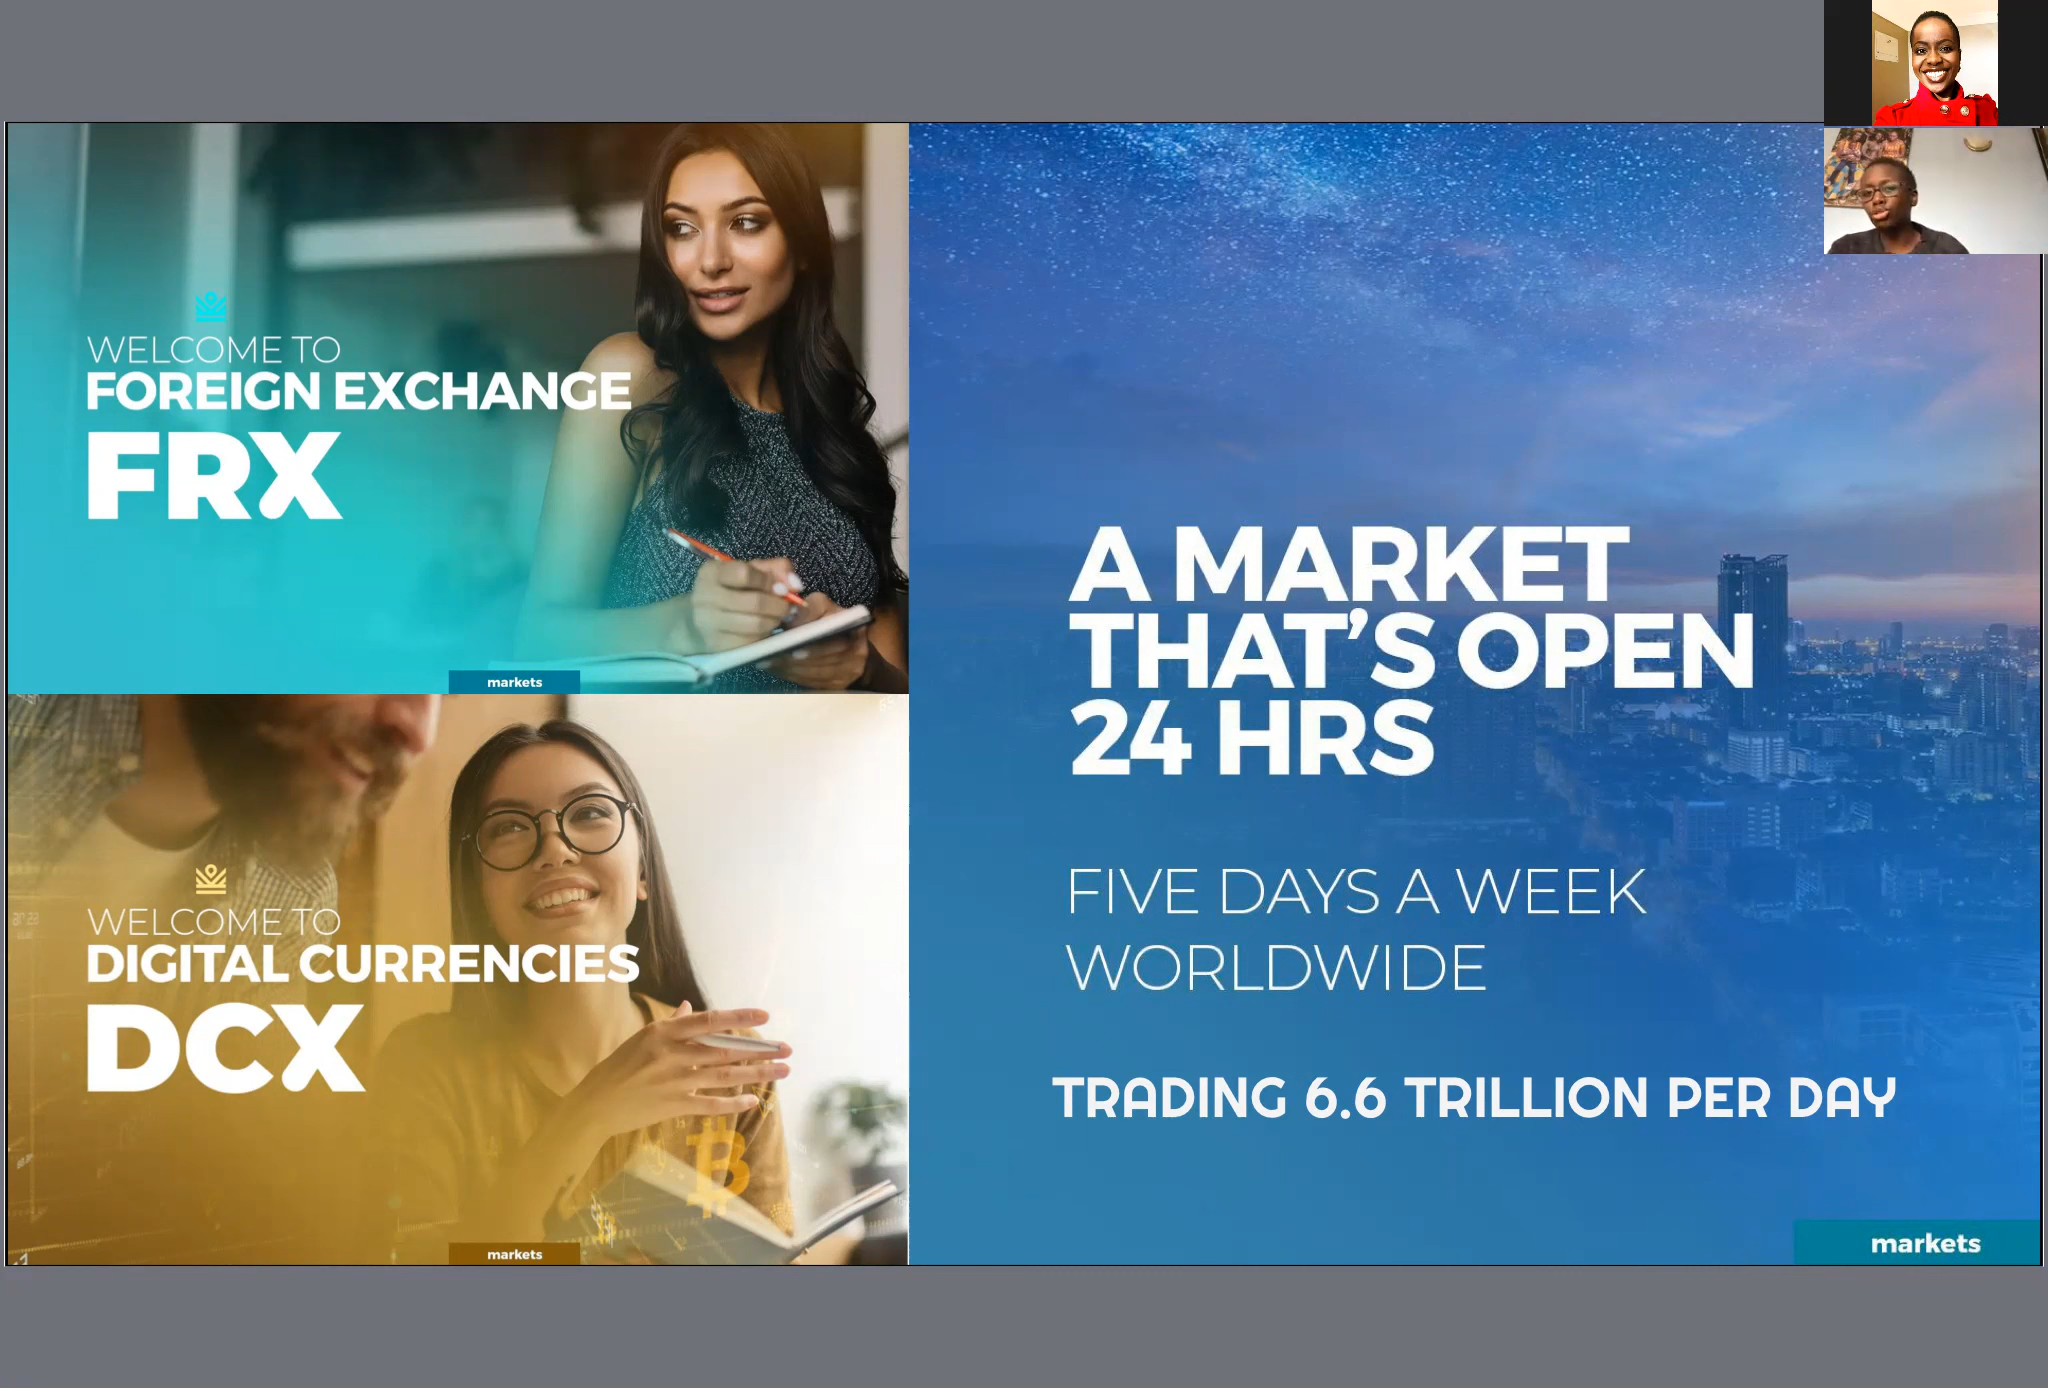 WELCOME TO
FOREIGN EXCHANGE
FRX
markets
WELCOME TO
DIGITAL CURRENCIES
DCX
markets
A MARKET
THAT'S OPEN
24 HRS
FIVE DAYS A WEEK
WORLDWIDE
TRADING 6.6 TRILLION PER DAY
markets